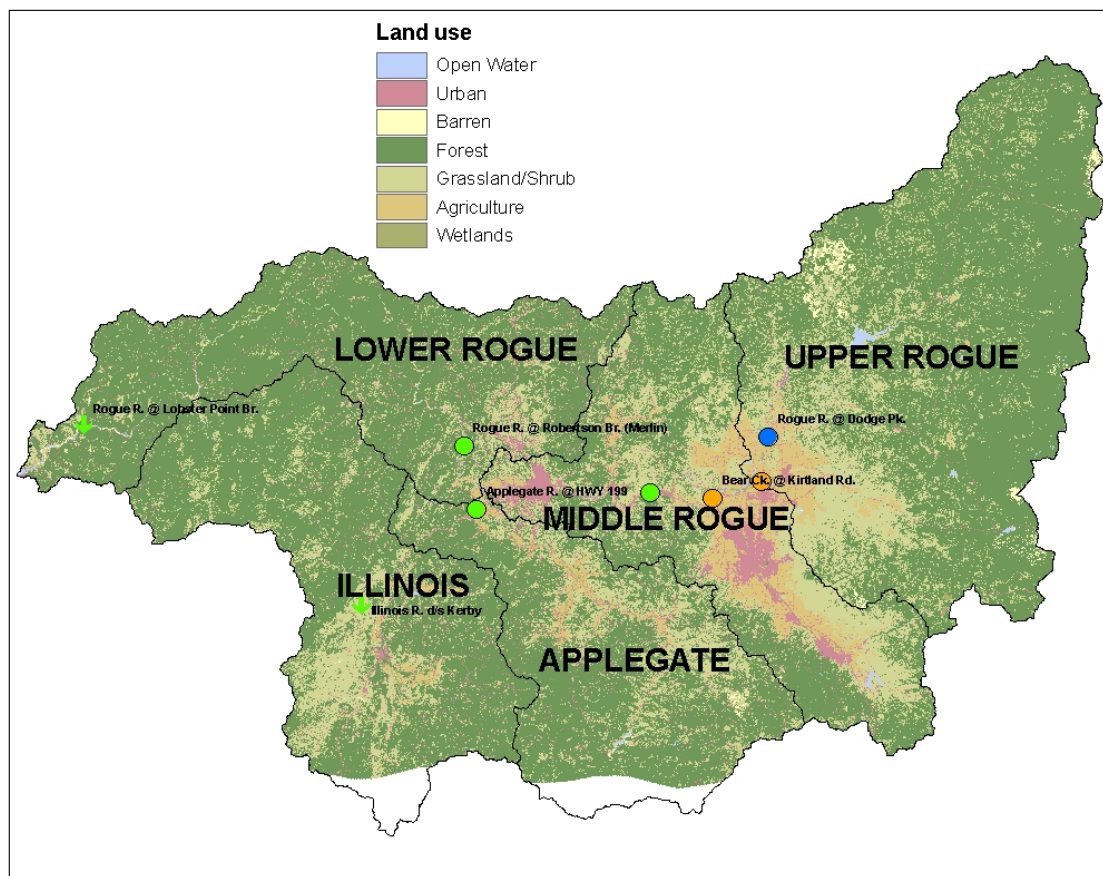 Land use
Open Water
Urban
Barren
Forest
Grassland/Shrub
Agriculture
Wetlands
LOWER ROGUE
UPPER ROGUE
Rogue R. @ Lobster Point Br.
Rogue R. @ Dodge Pk.
Rogue R. @ Robertson Br. (Merlin)
Bear Ck. @ Kirtland Rd.
Applegate R. @ HWY 199
MIDDLE ROGUE
ILLINOIS
Illinois R. d/s Kerby
APPLEGATE